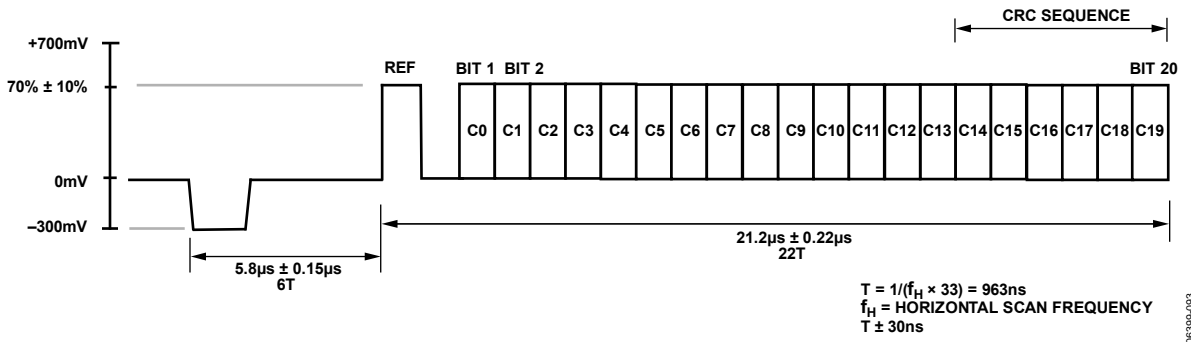 CRC SEQUENCE
+700mV
REF
BIT 1 BIT 2
BIT 20
70% ± 10%
C0 C1 C2 C3 C4 C5 C6 C7 C8 C9 C10 C11 C12 C13 C14 C15 C16 C17 C18 C19
0mV
–300mV
21.2µs ± 0.22µs
22T
5.8µs ± 0.15µs
6T
T = 1/(fH × 33) = 963ns
fH = HORIZONTAL SCAN FREQUENCY
T ± 30ns
06399-093